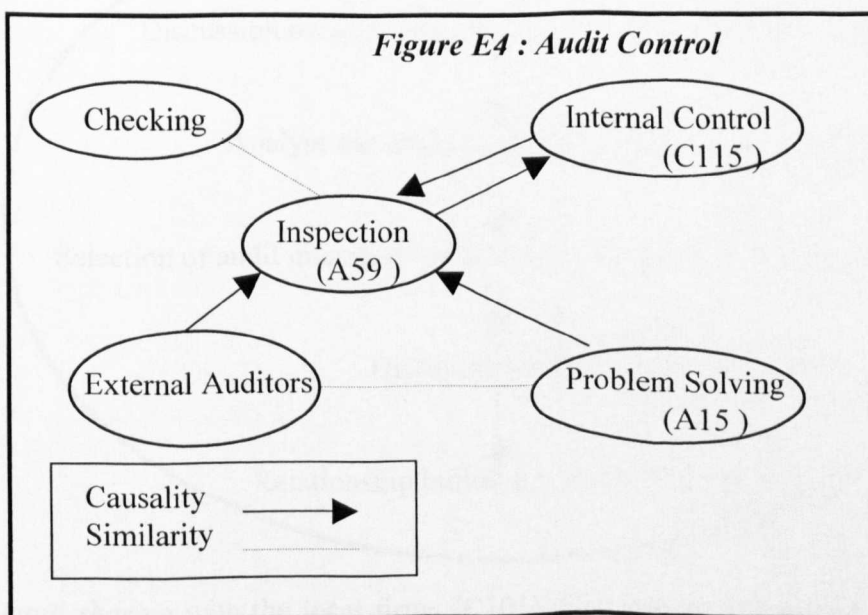 Figure E4 : Audit Control
Checking
Internal Control
(C115 )
Inspection
(A59 )
External Auditors
Problem Solving
(A15 )
Causality
Similarity